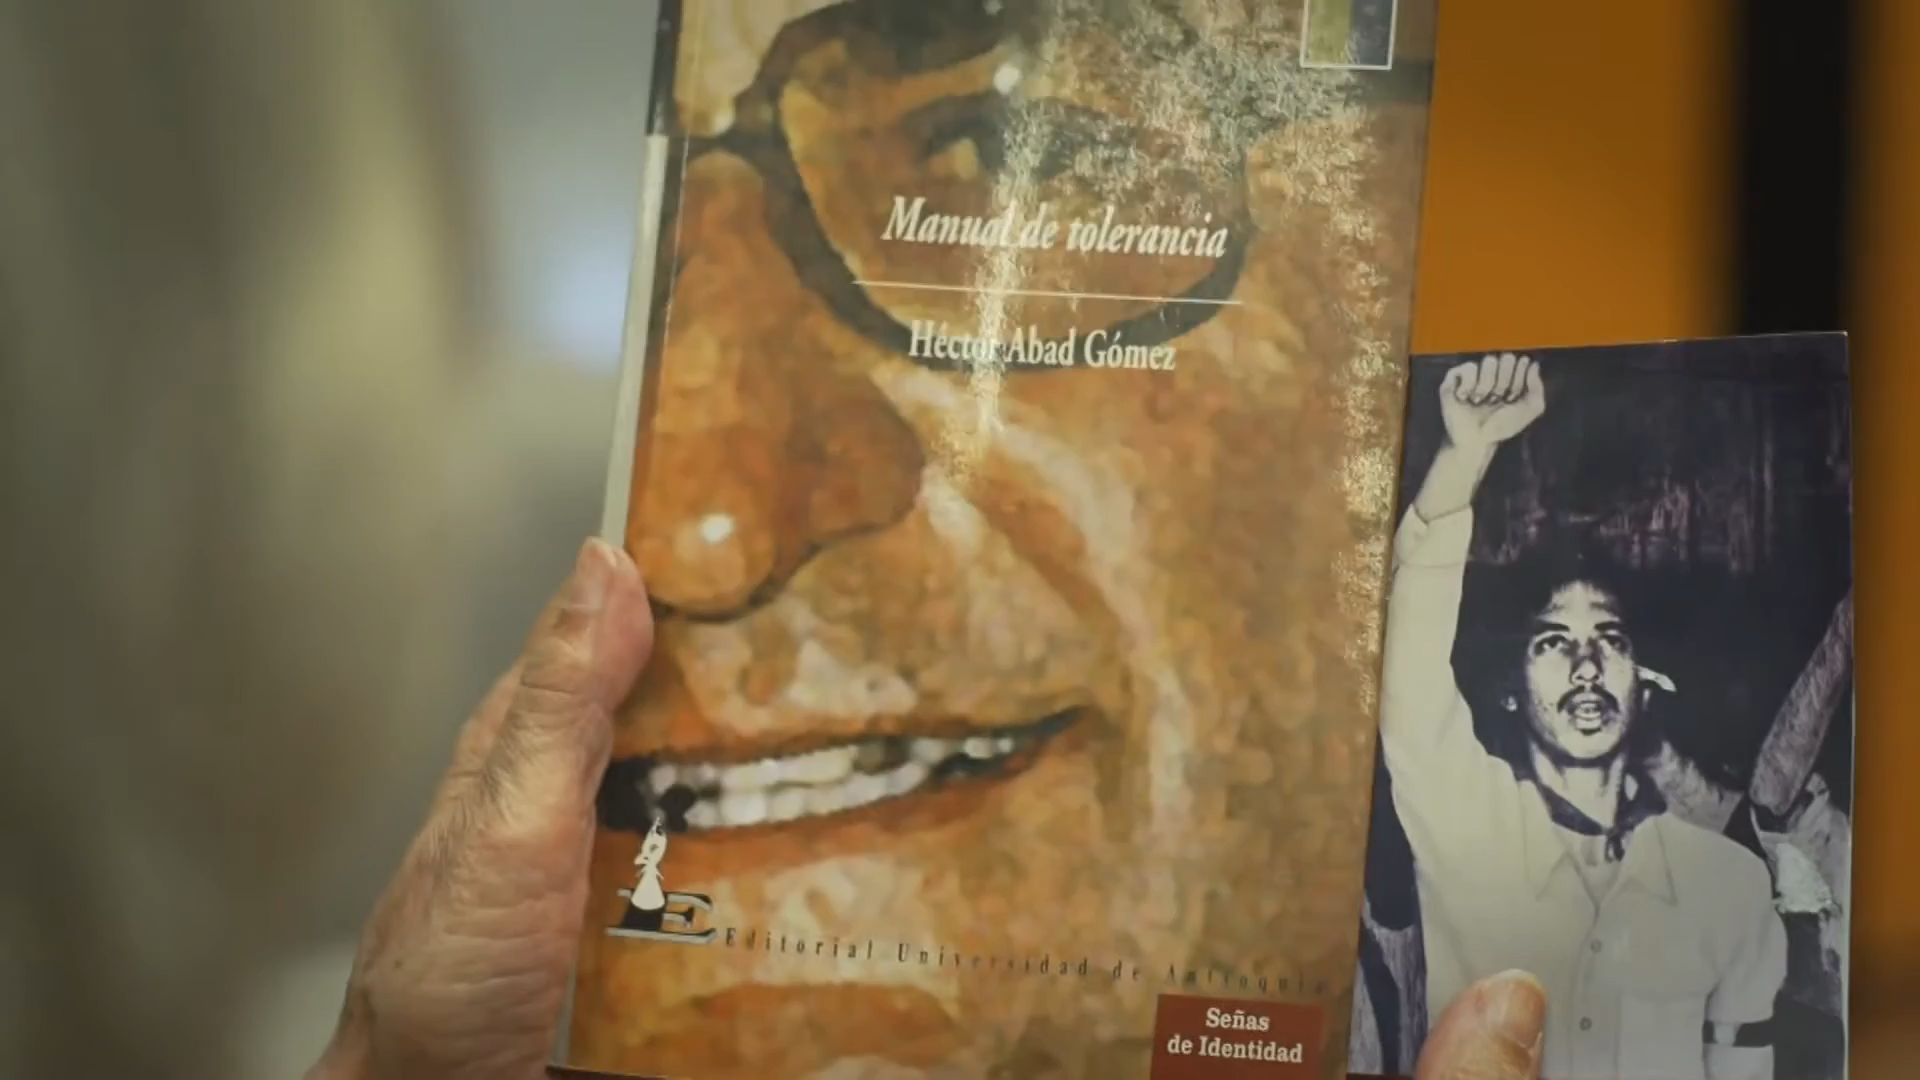 Manual de tolerancia
Héctor Abad Gómez
E
Editorial Universidad de Antioquia
Señas
de Identidad